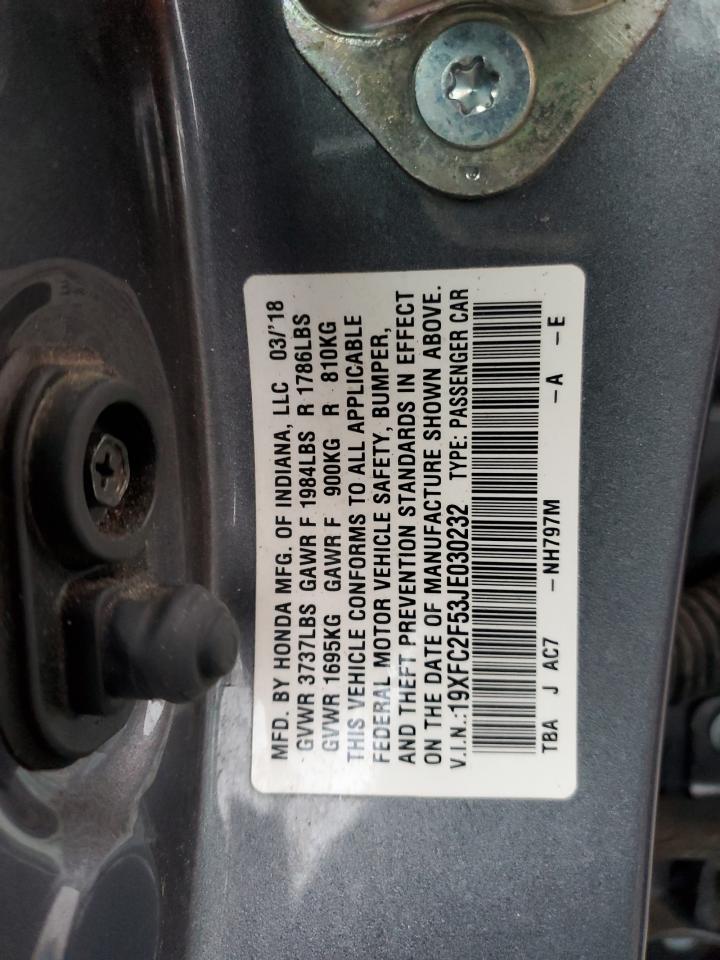 MFD. BY HONDA MFG. OF INDIANA, LLC 03/'18
GVWR 3737LBS GAWR F 1984LBS R 1786LBS
GVWR 1695KG GAWR F 900KG R 810KG
THIS VEHICLE CONFORMS TO ALL APPLICABLE
FEDERAL MOTOR VEHICLE SAFETY, BUMPER,
AND THEFT PREVENTION STANDARDS IN EFFECT
ON THE DATE OF MANUFACTURE SHOWN ABOVE.
V.I.N.:19XFC2F53JE030232 TYPE: PASSENGER CAR
TBA J AC7 -NH797M -A -E